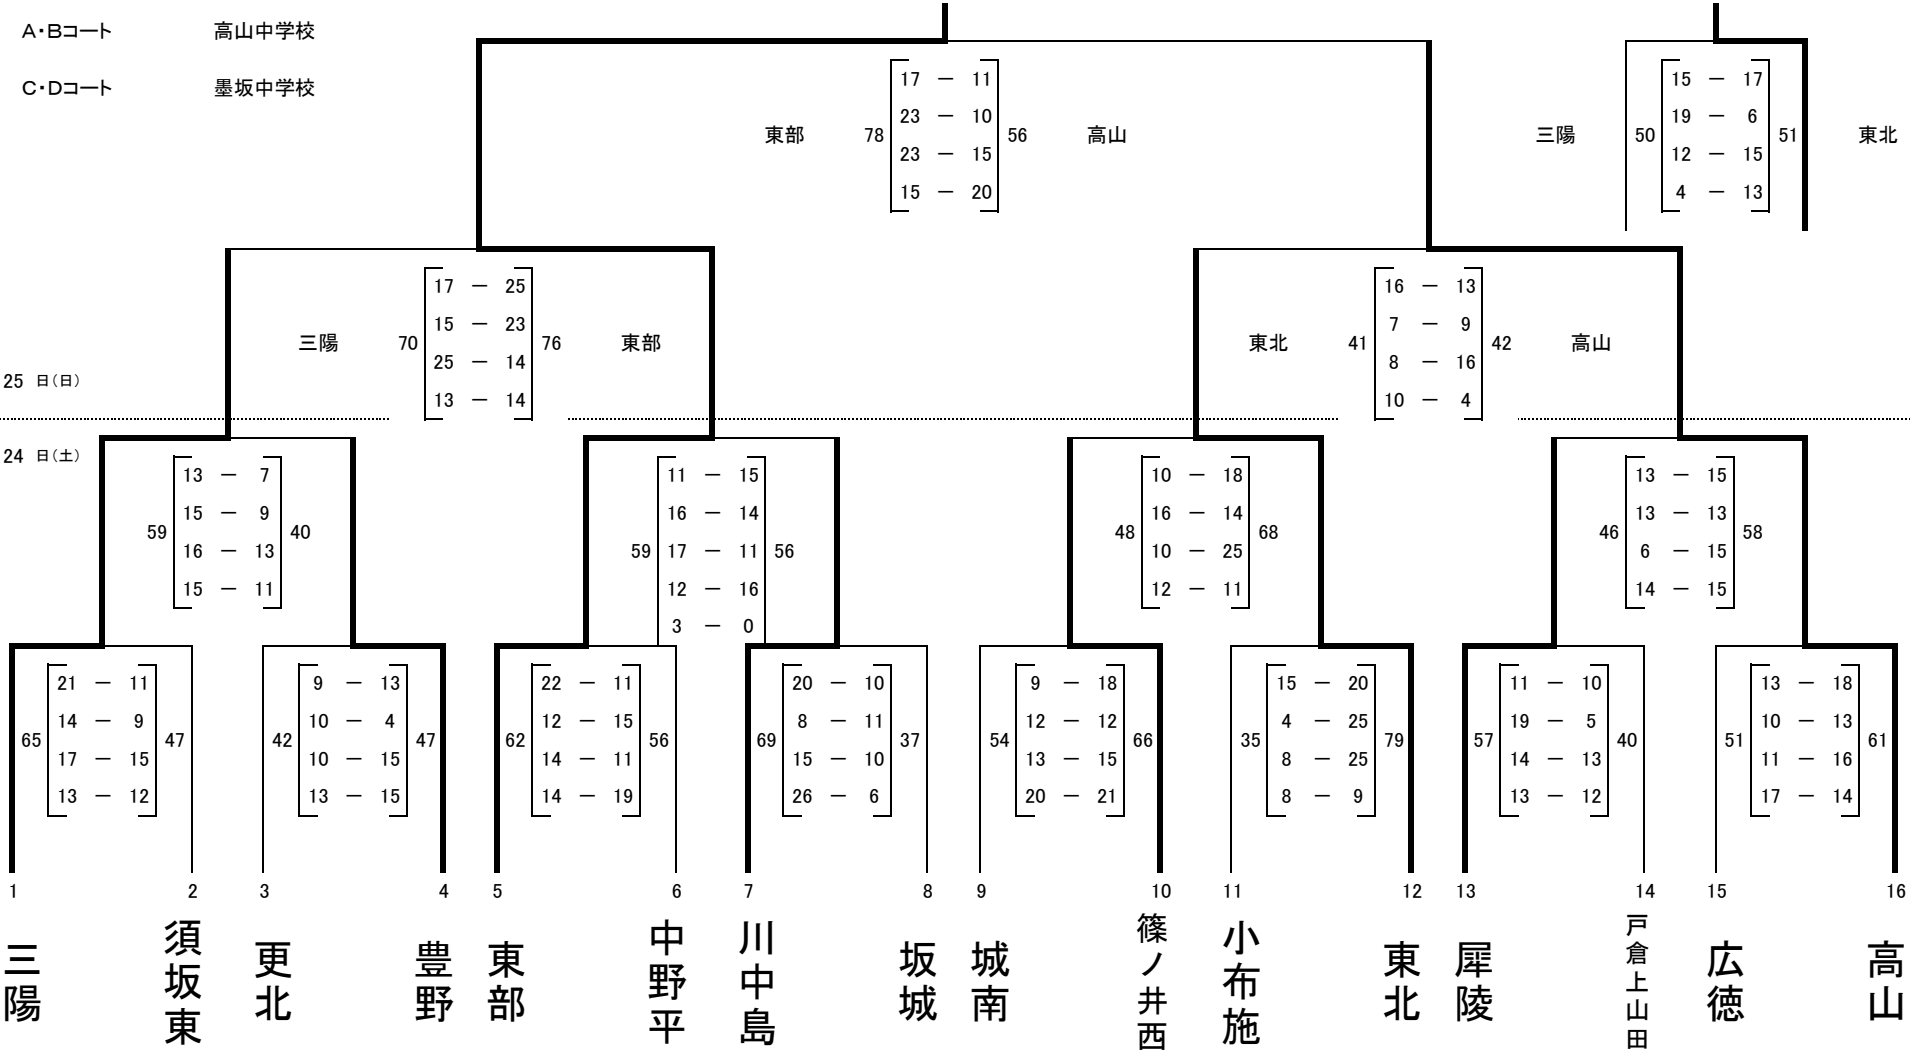 A・Bコート 高山中学校
C・Dコート 墨坂中学校
東部 78 17 － 11 56 高山
23 － 10
23 － 15
15 － 20
三陽 50 15 － 17 51 東北
19 － 6
12 － 15
4 － 13
三陽 70 17 － 25 76 東部
15 － 23
25 － 14
13 － 14
東北 41 16 － 13 42 高山
7 － 9
8 － 16
10 － 4
25 日(日)
24 日(土)
59 13 － 7 40
15 － 9
16 － 13
15 － 11
59 11 － 15 56
16 － 14
17 － 11
12 － 16
3 － 0
48 10 － 18 68
16 － 14
10 － 25
12 － 11
46 13 － 15 58
13 － 13
6 － 15
14 － 15
65 21 － 11 47
14 － 9
17 － 15
13 － 12
42 9 － 13 47
10 － 4
10 － 15
13 － 15
62 22 － 11 56
12 － 15
14 － 11
14 － 19
69 20 － 10 37
8 － 11
15 － 10
26 － 6
54 9 － 18 66
12 － 12
13 － 15
20 － 21
35 15 － 20 79
4 － 25
8 － 25
8 － 9
57 11 － 10 40
19 － 5
14 － 13
13 － 12
51 13 － 18 61
10 － 13
11 － 16
17 － 14
1 2 3 4 5 6 7 8 9 10 11 12 13 14 15 16
三陽
須坂東
更北
豊野
東部
中野平
川中島
坂城
城南
篠ノ井西
小布施
東北
犀陵
戸倉上山田
広徳
高山